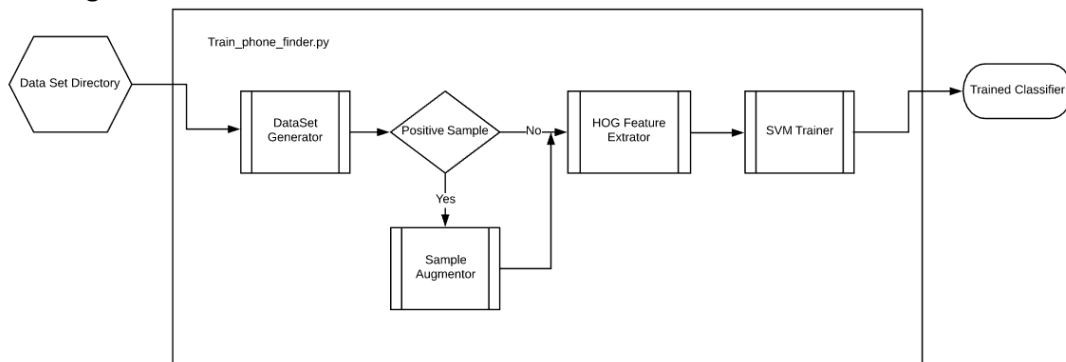 Train_phone_finder.py
Data Set Directory
DataSet
Generator
Positive Sample
No
HOG Feature
Extrator
SVM Trainer
Trained Classifier
Yes
Sample
Augmentor